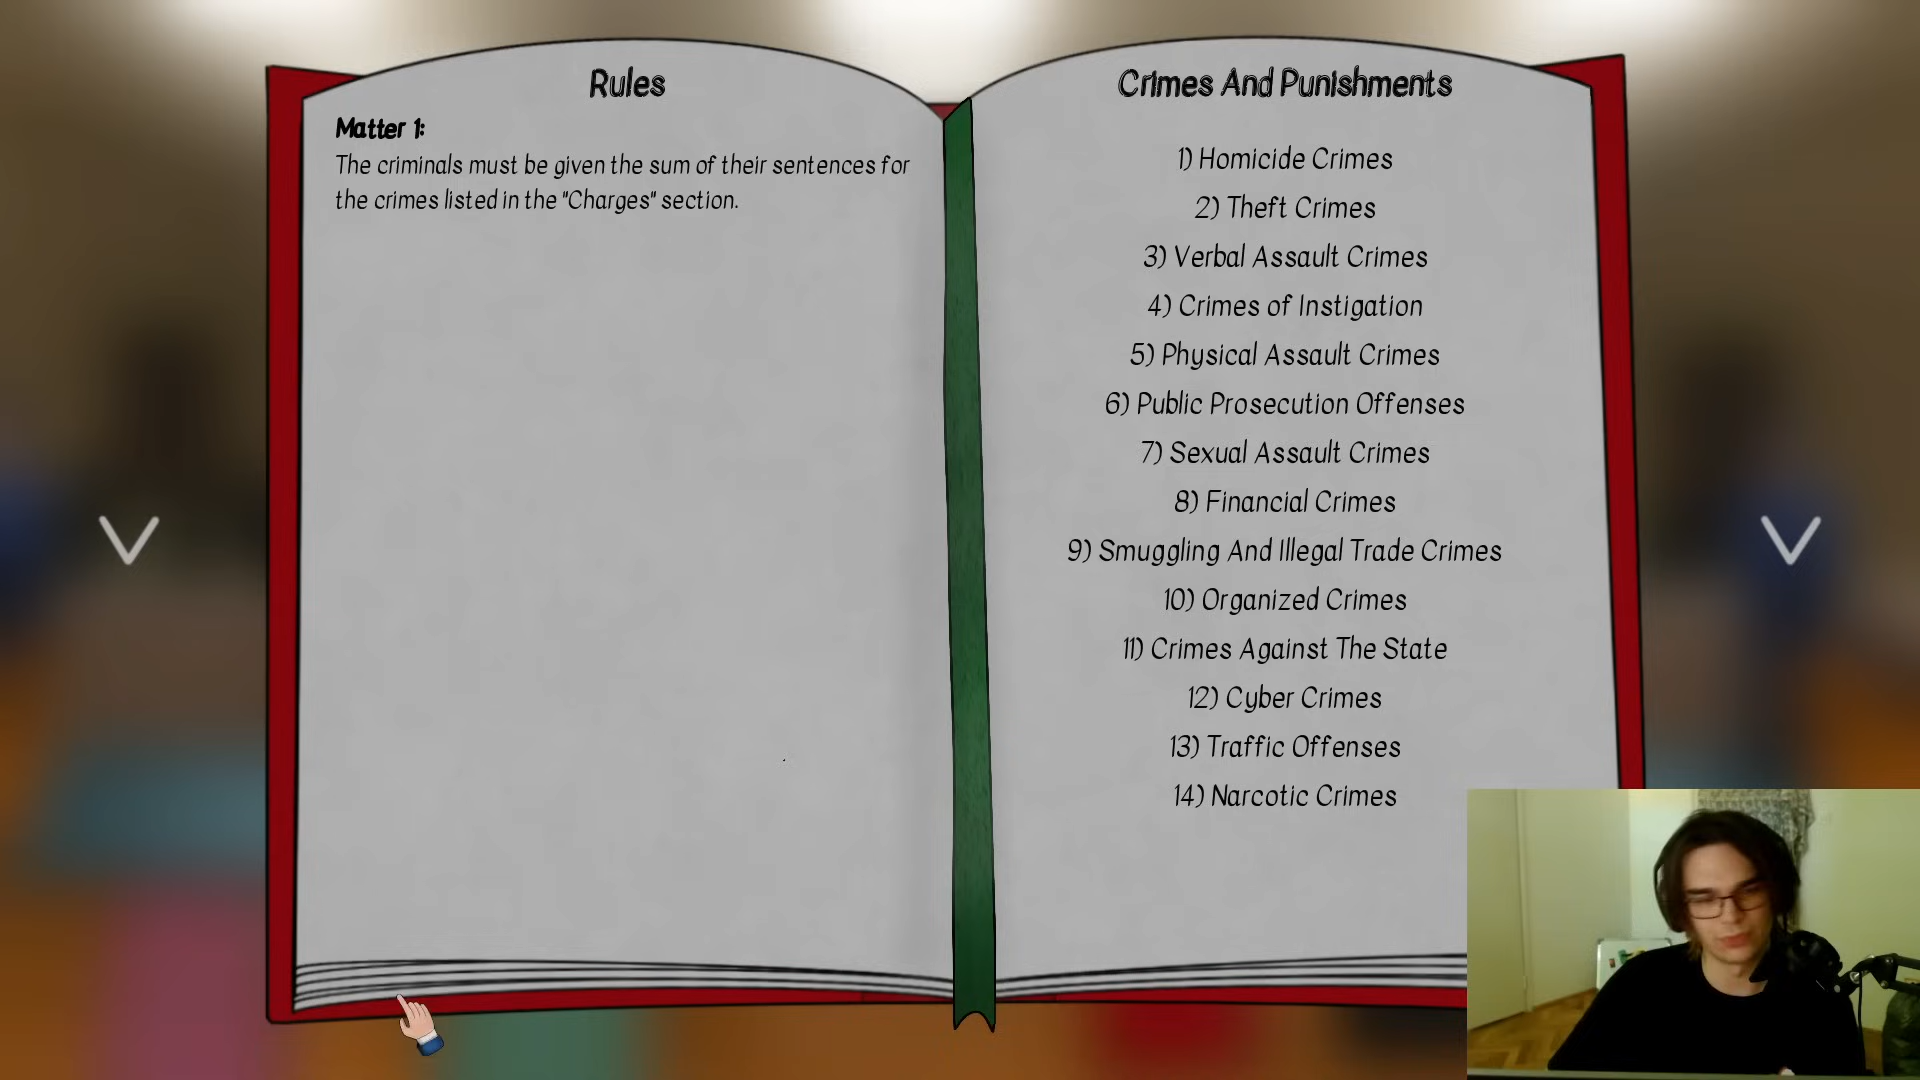 Rules
Matter 1:
The criminals must be given the sum of their sentences for
the crimes listed in the "Charges" section.
Crimes And Punishments
1) Homicide Crimes
2) Theft Crimes
3) Verbal Assault Crimes
4) Crimes of Instigation
5) Physical Assault Crimes
6) Public Prosecution Offenses
7) Sexual Assault Crimes
8) Financial Crimes
9) Smuggling And Illegal Trade Crimes
10) Organized Crimes
11) Crimes Against The State
12) Cyber Crimes
13) Traffic Offenses
14) Narcotic Crimes